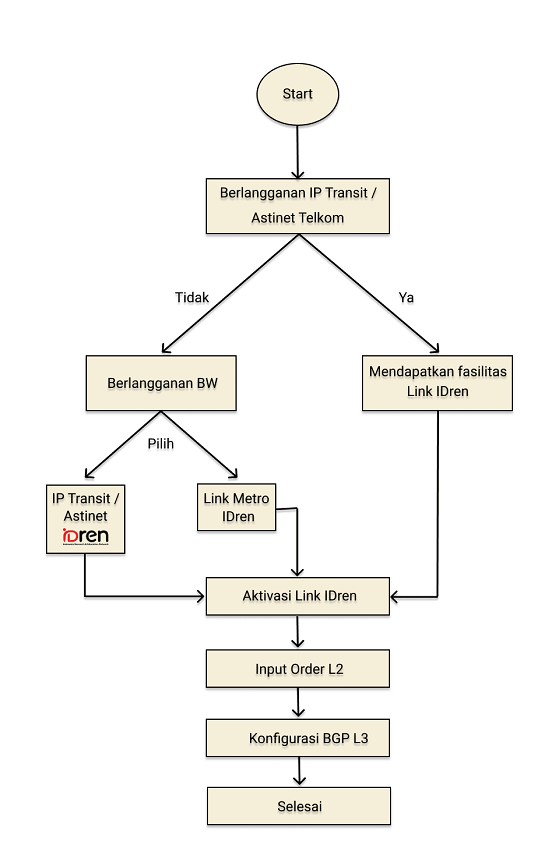 Start
Berlangganan IP Transit /
Astinet Telkom
Tidak
Ya
Berlangganan BW
Mendapatkan fasilitas
Link IDren
Pilih
IP Transit /
Astinet
iDren
Link Metro
IDren
Aktivasi Link IDren
Input Order L2
Konfigurasi BGP L3
Selesai